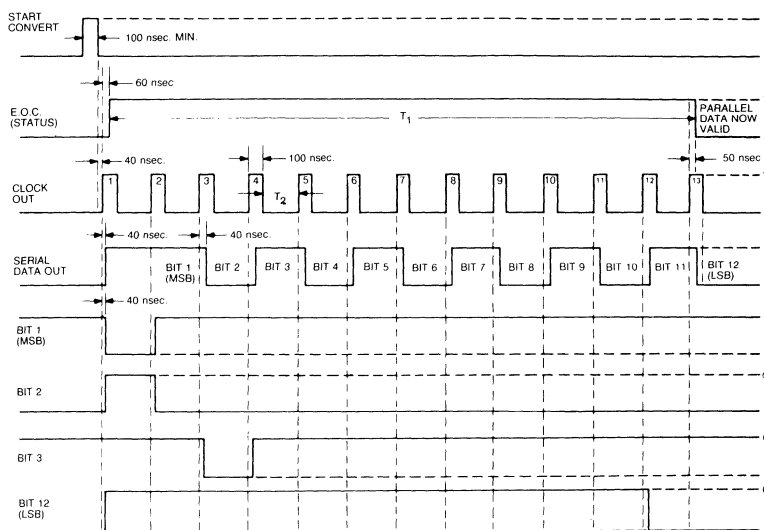 START
CONVERT
100 nsec. MIN.
60 nsec
E.O.C.
(STATUS)
T1
PARALLEL
DATA NOW
VALID
40 nsec.
100 nsec.
50 nsec
CLOCK
OUT
1 2 3 4 5 6 7 8 9 10 11 12 13
T2
40 nsec.
40 nsec.
SERIAL
DATA OUT
BIT 1
(MSB)
BIT 2
BIT 3
BIT 4
BIT 5
BIT 6
BIT 7
BIT 8
BIT 9
BIT 10
BIT 11
BIT 12
(LSB)
40 nsec.
BIT 1
(MSB)
BIT 2
BIT 3
BIT 12
(LSB)